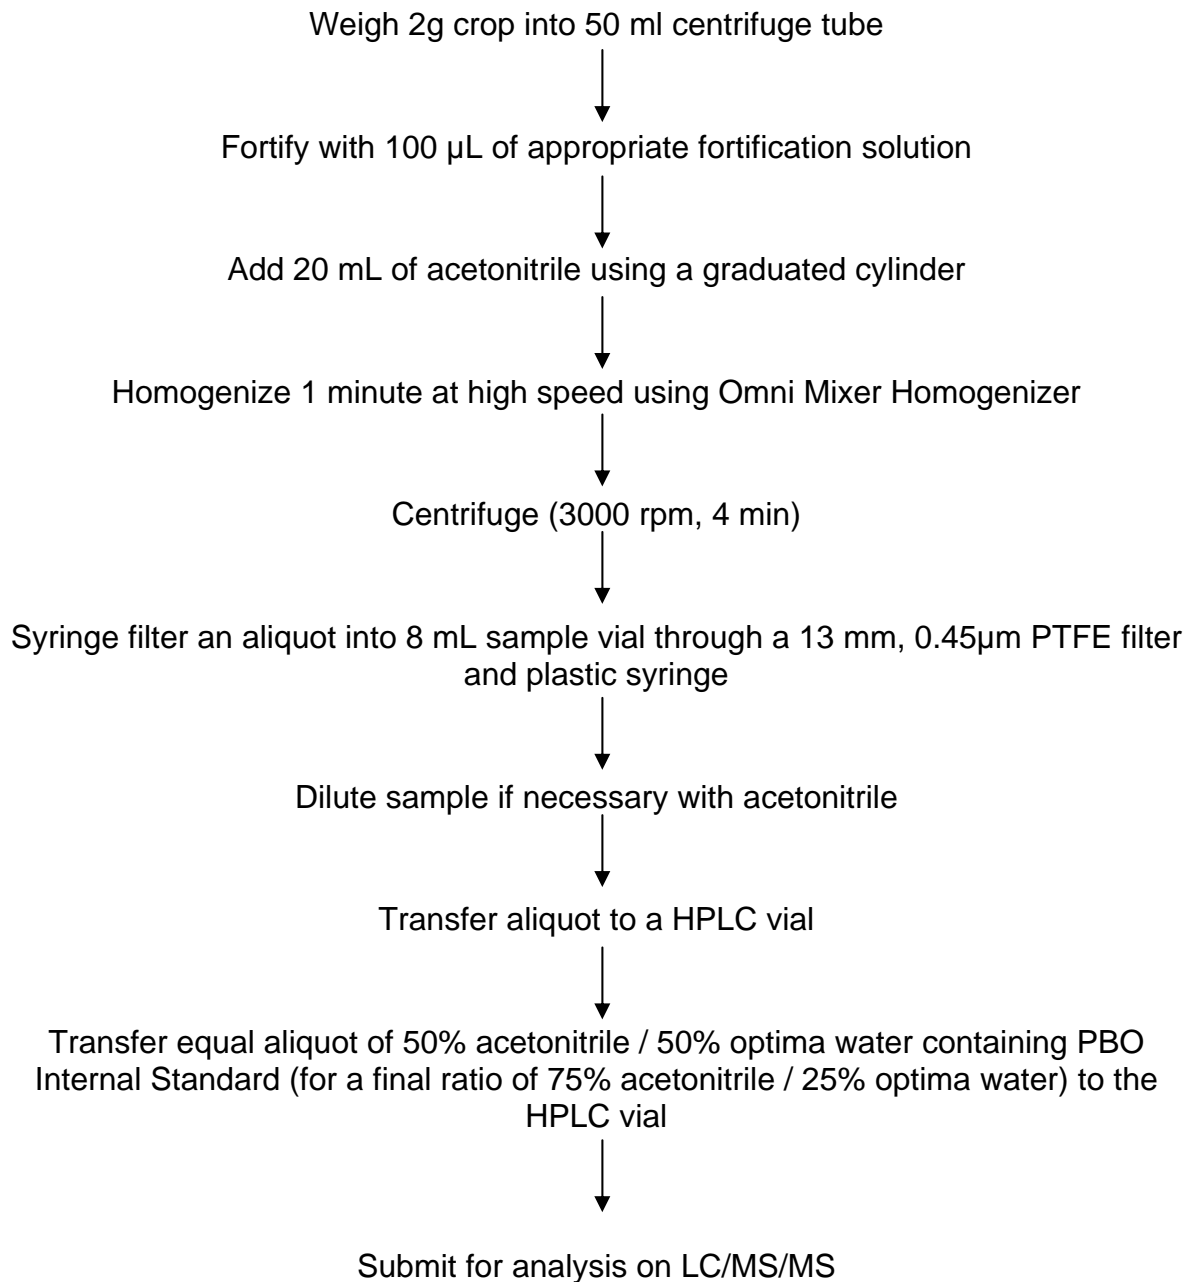 Weigh 2g crop into 50 ml centrifuge tube
Fortify with 100 µL of appropriate fortification solution
Add 20 mL of acetonitrile using a graduated cylinder
Homogenize 1 minute at high speed using Omni Mixer Homogenizer
Centrifuge (3000 rpm, 4 min)
Syringe filter an aliquot into 8 mL sample vial through a 13 mm, 0.45µm PTFE filter
and plastic syringe
Dilute sample if necessary with acetonitrile
Transfer aliquot to a HPLC vial
Transfer equal aliquot of 50% acetonitrile / 50% optima water containing PBO
Internal Standard (for a final ratio of 75% acetonitrile / 25% optima water) to the
HPLC vial
Submit for analysis on LC/MS/MS